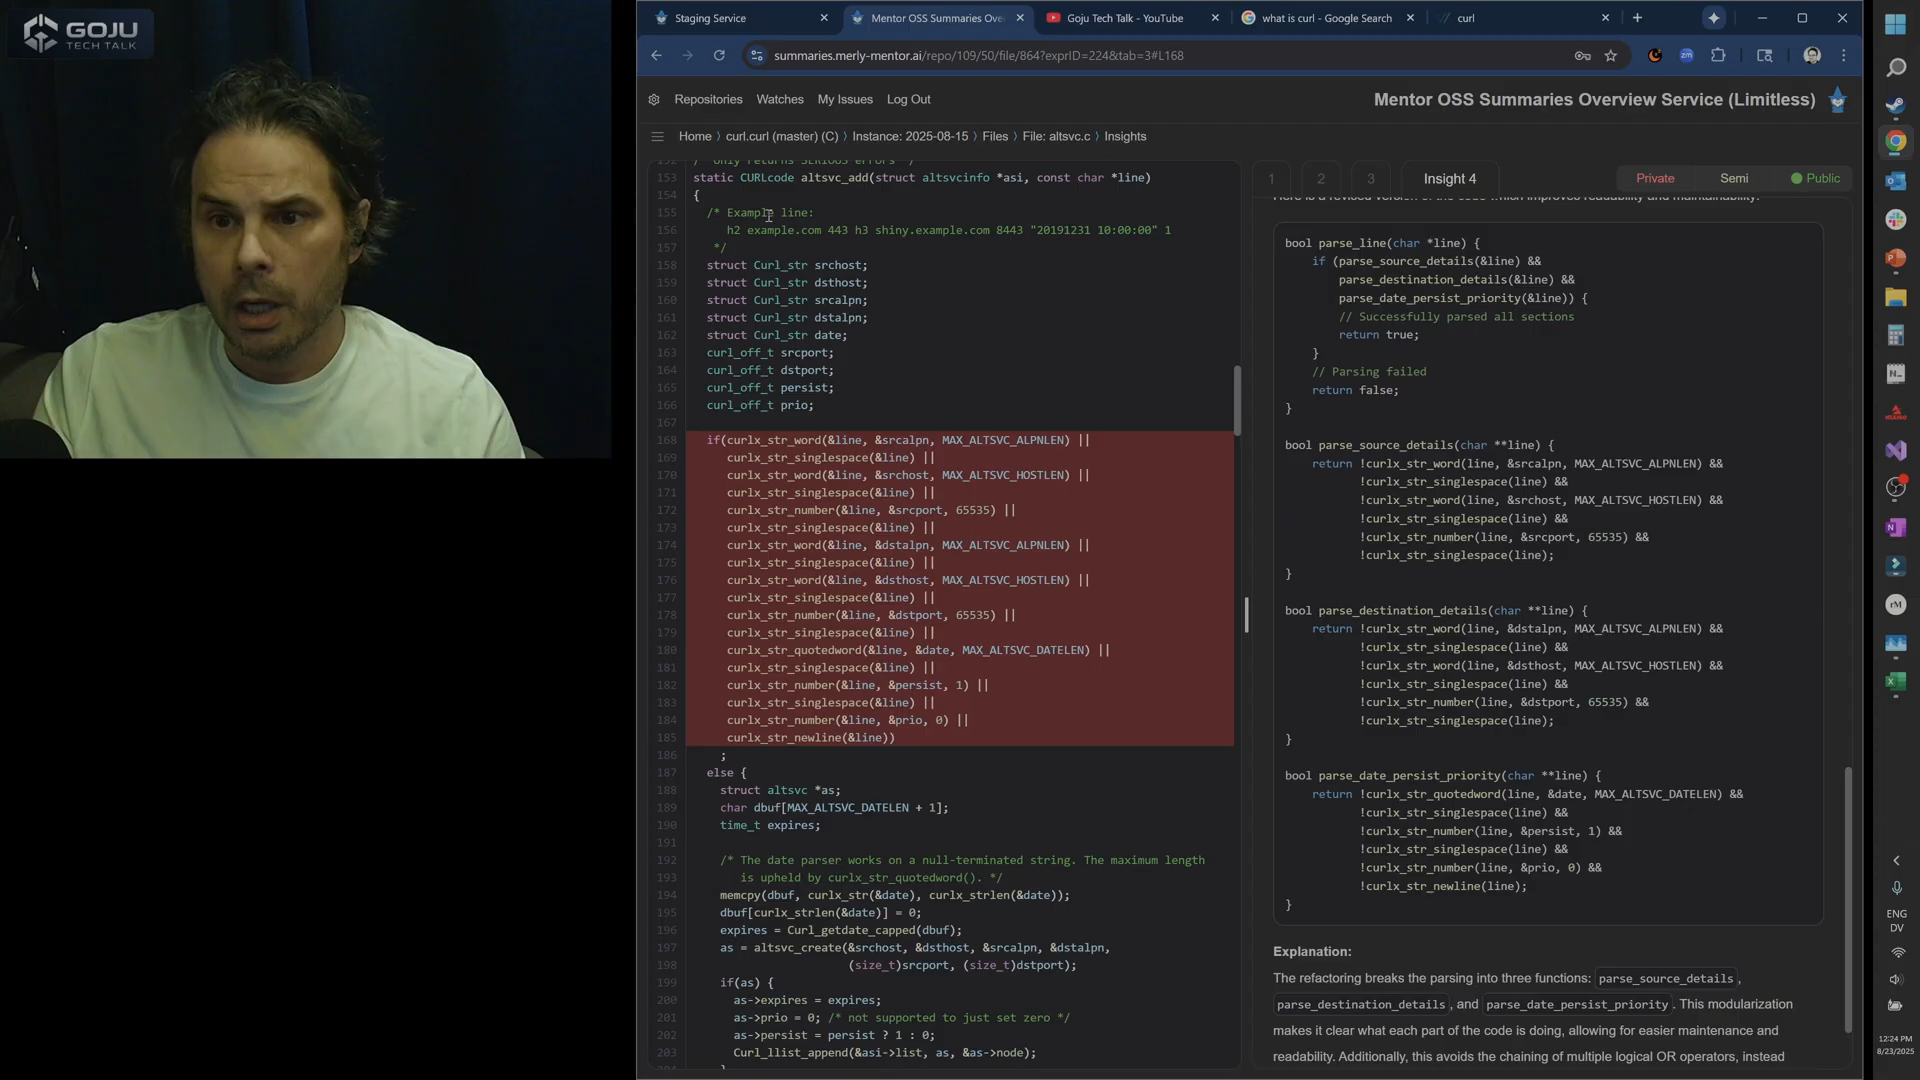 GOJU
TECH TALK
Staging Service
Mentor OSS Summaries Ove
Goju Tech Talk - YouTube
what is curl - Google Search
curl
summaries.merly-mentor.ai/repo/109/50/file/864?exprID=224&tab=3#L168
Repositories Watches My Issues Log Out
Mentor OSS Summaries Overview Service (Limitless)
Home 〉 curl.curl (master) (C) 〉 Instance: 2025-08-15 〉 Files 〉 File: altsvc.c 〉 Insights
153 static CURLcode altsvc_add(struct altsvcinfo *asi, const char *line)
154 {
155 /* Example line:
156 h2 example.com 443 h3 shiny.example.com 8443 "20191231 10:00:00" 1
157 */
158 struct Curl_str srchost;
159 struct Curl_str dsthost;
160 struct Curl_str srcalpn;
161 struct Curl_str dstalpn;
162 struct Curl_str date;
163 curl_off_t srcport;
164 curl_off_t dstport;
165 curl_off_t persist;
166 curl_off_t prio;
167
168 if(curlx_str_word(&line, &srcalpn, MAX_ALTSVC_ALPNLEN) ||
169 curlx_str_singlespace(&line) ||
170 curlx_str_word(&line, &srchost, MAX_ALTSVC_HOSTLEN) ||
171 curlx_str_singlespace(&line) ||
172 curlx_str_number(&line, &srcport, 65535) ||
173 curlx_str_singlespace(&line) ||
174 curlx_str_word(&line, &dstalpn, MAX_ALTSVC_ALPNLEN) ||
175 curlx_str_singlespace(&line) ||
176 curlx_str_word(&line, &dsthost, MAX_ALTSVC_HOSTLEN) ||
177 curlx_str_singlespace(&line) ||
178 curlx_str_number(&line, &dstport, 65535) ||
179 curlx_str_singlespace(&line) ||
180 curlx_str_quotedword(&line, &date, MAX_ALTSVC_DATELEN) ||
181 curlx_str_singlespace(&line) ||
182 curlx_str_number(&line, &persist, 1) ||
183 curlx_str_singlespace(&line) ||
184 curlx_str_number(&line, &prio, 0) ||
185 curlx_str_newline(&line))
186 ;
187 else {
188 struct altsvc *as;
189 char dbuf[MAX_ALTSVC_DATELEN + 1];
190 time_t expires;
191
192 /* The date parser works on a null-terminated string. The maximum length
193 is upheld by curlx_str_quotedword(). */
194 memcpy(dbuf, curlx_str(&date), curlx_strlen(&date));
195 dbuf[curlx_strlen(&date)] = 0;
196 expires = Curl_getdate_capped(dbuf);
197 as = altsvc_create(&srchost, &dsthost, &srcalpn, &dstalpn,
198 (size_t)srcport, (size_t)dstport);
199 if(as) {
200 as->expires = expires;
201 as->prio = 0; /* not supported to just set zero */
202 as->persist = persist ? 1 : 0;
203 Curl_llist_append(&asi->list, as, &as->node);
1 2 3 Insight 4 Private Semi Public
Here is a revised version of the code which improves readability and maintainability:
bool parse_line(char *line) {
if (parse_source_details(&line) &&
parse_destination_details(&line) &&
parse_date_persist_priority(&line)) {
// Successfully parsed all sections
return true;
}
// Parsing failed
return false;
}
bool parse_source_details(char **line) {
return !curlx_str_word(line, &srcalpn, MAX_ALTSVC_ALPNLEN) &&
!curlx_str_singlespace(line) &&
!curlx_str_word(line, &srchost, MAX_ALTSVC_HOSTLEN) &&
!curlx_str_singlespace(line) &&
!curlx_str_number(line, &srcport, 65535) &&
!curlx_str_singlespace(line);
}
bool parse_destination_details(char **line) {
return !curlx_str_word(line, &dstalpn, MAX_ALTSVC_ALPNLEN) &&
!curlx_str_singlespace(line) &&
!curlx_str_word(line, &dsthost, MAX_ALTSVC_HOSTLEN) &&
!curlx_str_singlespace(line) &&
!curlx_str_number(line, &dstport, 65535) &&
!curlx_str_singlespace(line);
}
bool parse_date_persist_priority(char **line) {
return !curlx_str_quotedword(line, &date, MAX_ALTSVC_DATELEN) &&
!curlx_str_singlespace(line) &&
!curlx_str_number(line, &persist, 1) &&
!curlx_str_singlespace(line) &&
!curlx_str_number(line, &prio, 0) &&
!curlx_str_newline(line);
}
Explanation:
The refactoring breaks the parsing into three functions: parse_source_details ,
parse_destination_details , and parse_date_persist_priority . This modularization
makes it clear what each part of the code is doing, allowing for easier maintenance and
readability. Additionally, this avoids the chaining of multiple logical OR operators, instead
ENG
DV
12:24 PM
8/23/2025